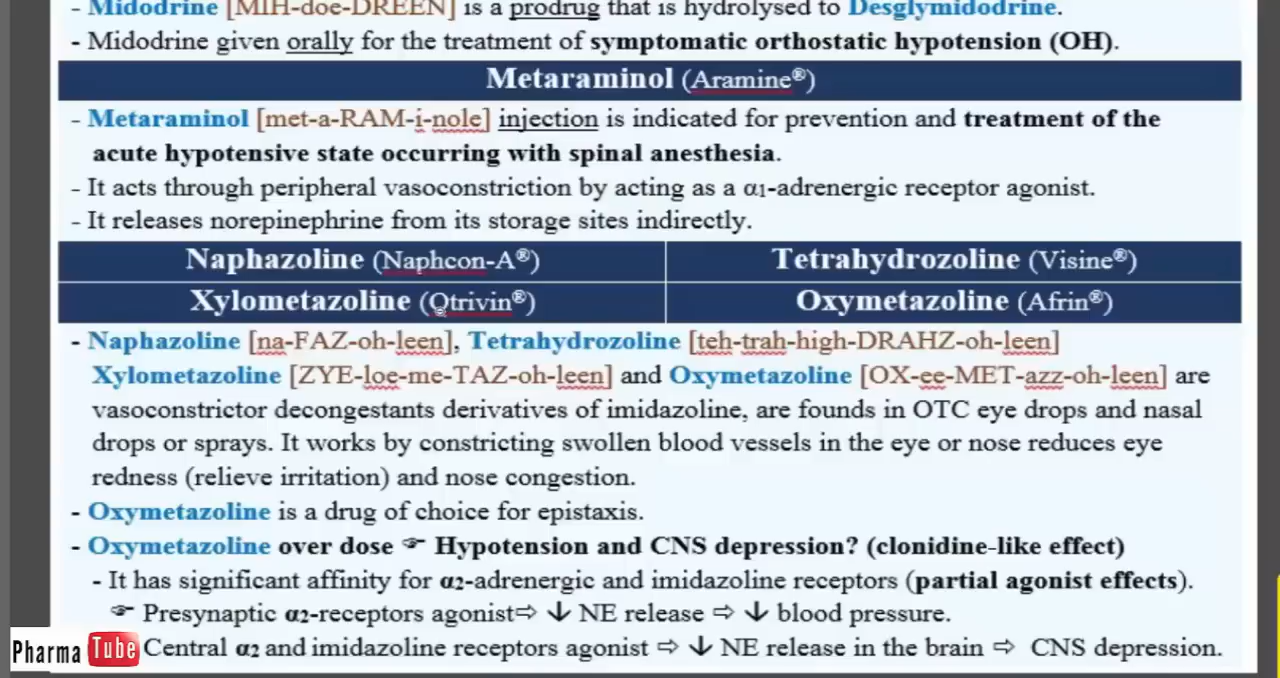 - Midodrine [MIH-doe-DREEN] is a prodrug that is hydrolysed to Desglymidodrine.
- Midodrine given orally for the treatment of symptomatic orthostatic hypotension (OH).
Metaraminol (Aramine®)
- Metaraminol [met-a-RAM-i-nole] injection is indicated for prevention and treatment of the
acute hypotensive state occurring with spinal anesthesia.
- It acts through peripheral vasoconstriction by acting as a α1-adrenergic receptor agonist.
- It releases norepinephrine from its storage sites indirectly.
Naphazoline (Naphcon-A®) Tetrahydrozoline (Visine®)
Xylometazoline (Qtrivin®) Oxymetazoline (Afrin®)
- Naphazoline [na-FAZ-oh-leen], Tetrahydrozoline [teh-trah-high-DRAHZ-oh-leen]
Xylometazoline [ZYE-loe-me-TAZ-oh-leen] and Oxymetazoline [OX-ee-MET-azz-oh-leen] are
vasoconstrictor decongestants derivatives of imidazoline, are founds in OTC eye drops and nasal
drops or sprays. It works by constricting swollen blood vessels in the eye or nose reduces eye
redness (relieve irritation) and nose congestion.
- Oxymetazoline is a drug of choice for epistaxis.
- Oxymetazoline over dose ☞ Hypotension and CNS depression? (clonidine-like effect)
- It has significant affinity for α2-adrenergic and imidazoline receptors (partial agonist effects).
☞ Presynaptic α2-receptors agonist⇨ ↓ NE release ⇨ ↓ blood pressure.
Central α2 and imidazoline receptors agonist ⇨ ↓ NE release in the brain ⇨ CNS depression.
Pharma Tube